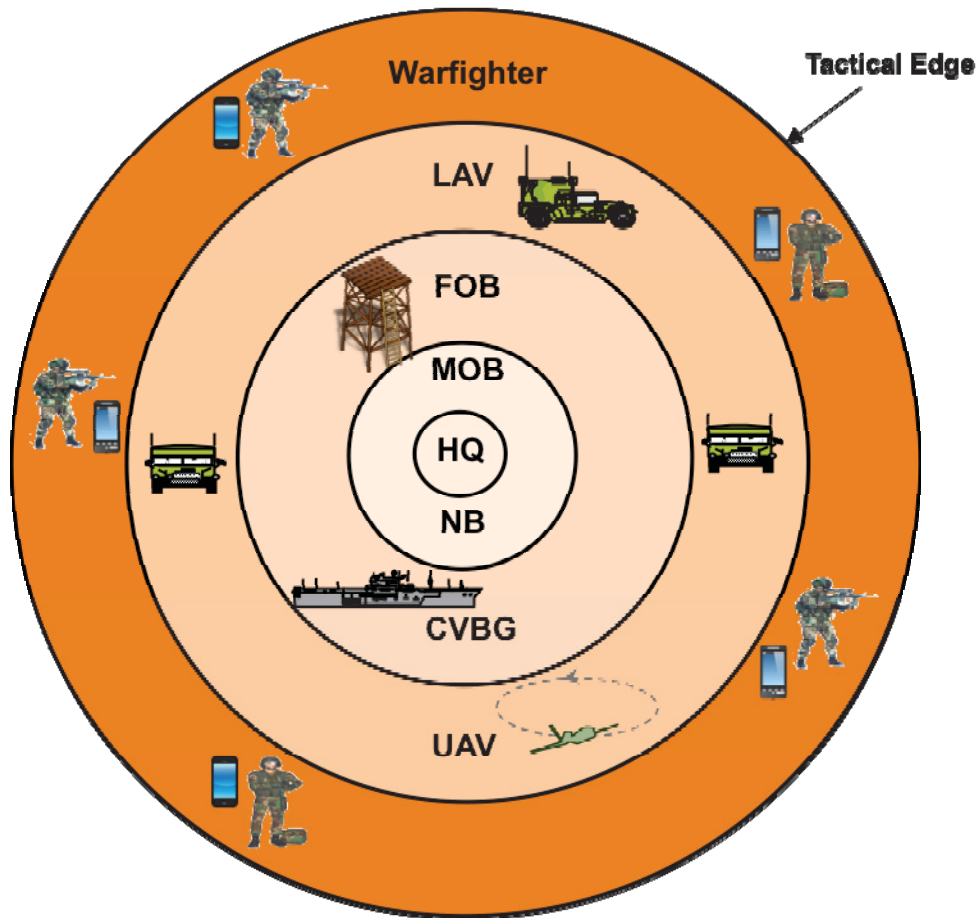 Warfighter
Tactical Edge
LAV
FOB
MOB
HQ
NB
CVBG
UAV